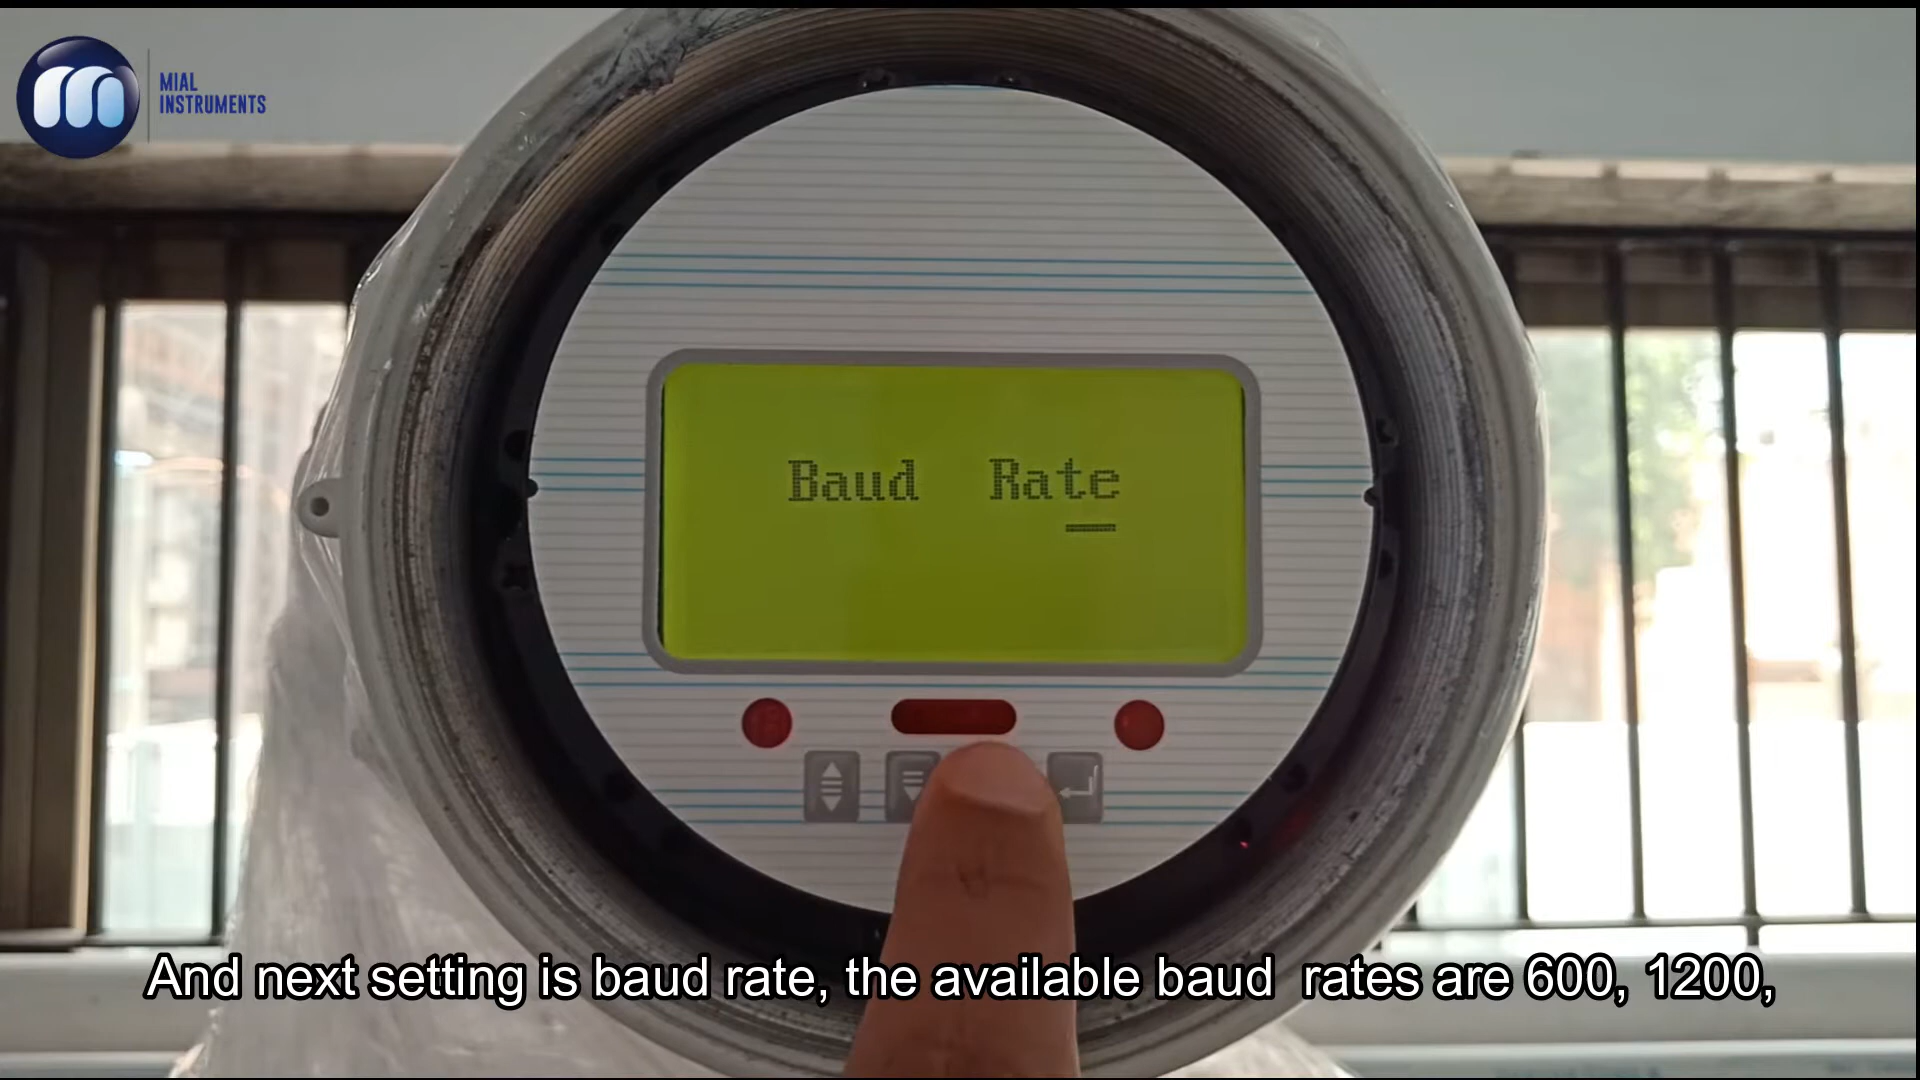 MIAL
INSTRUMENTS
Baud Rate
And next setting is baud rate, the available baud rates are 600, 1200,